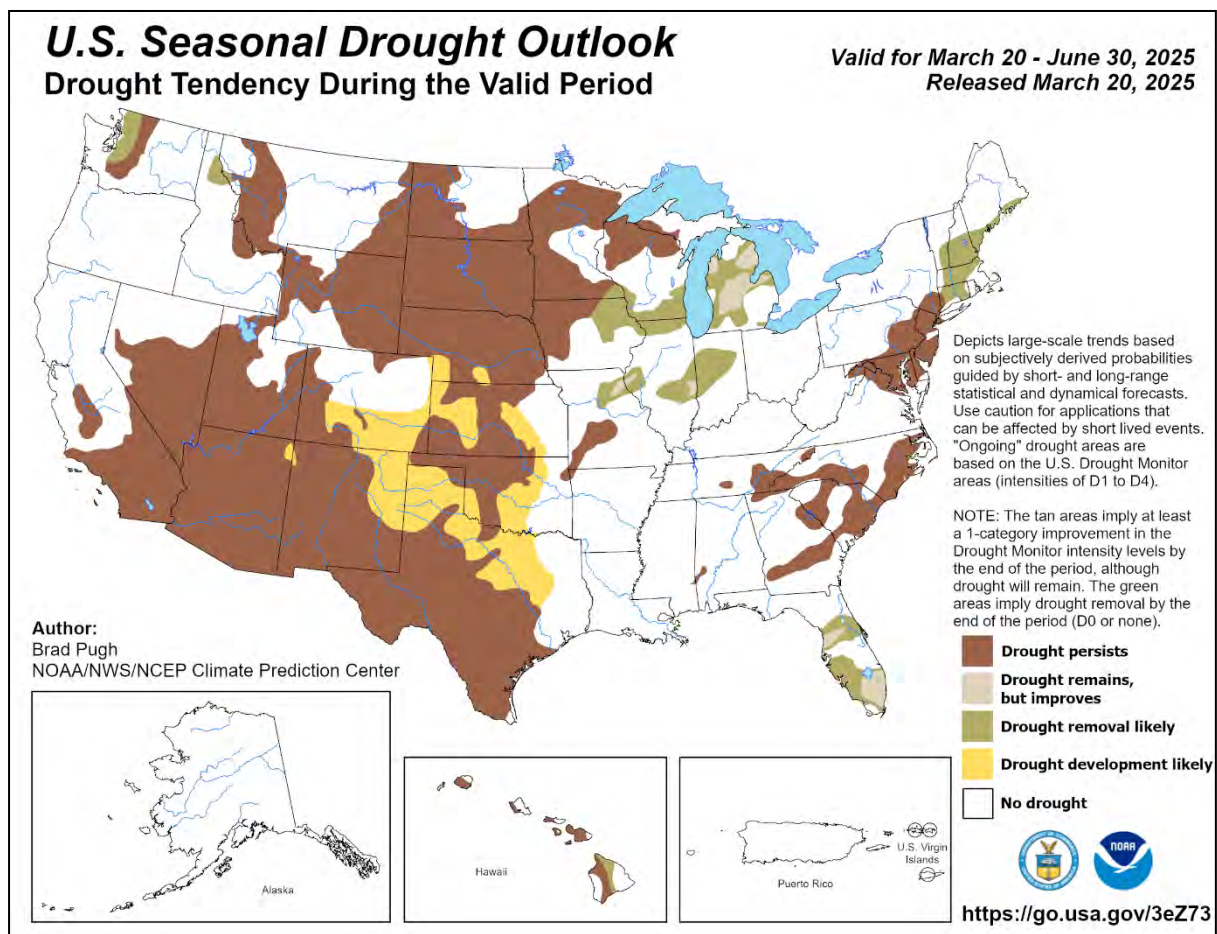 U.S. Seasonal Drought Outlook
Drought Tendency During the Valid Period
Valid for March 20 - June 30, 2025
Released March 20, 2025
Depicts large-scale trends based
on subjectively derived probabilities
guided by short- and long-range
statistical and dynamical forecasts.
Use caution for applications that
can be affected by short lived events.
"Ongoing" drought areas are
based on the U.S. Drought Monitor
areas (intensities of D1 to D4).
NOTE: The tan areas imply at least
a 1-category improvement in the
Drought Monitor intensity levels by
the end of the period, although
drought will remain. The green
areas imply drought removal by the
end of the period (D0 or none).
Author:
Brad Pugh
NOAA/NWS/NCEP Climate Prediction Center
Drought persists
Drought remains,
but improves
Drought removal likely
Drought development likely
No drought
Alaska
Hawaii
Puerto Rico
U.S. Virgin
Islands
NOAA
https://go.usa.gov/3eZ73